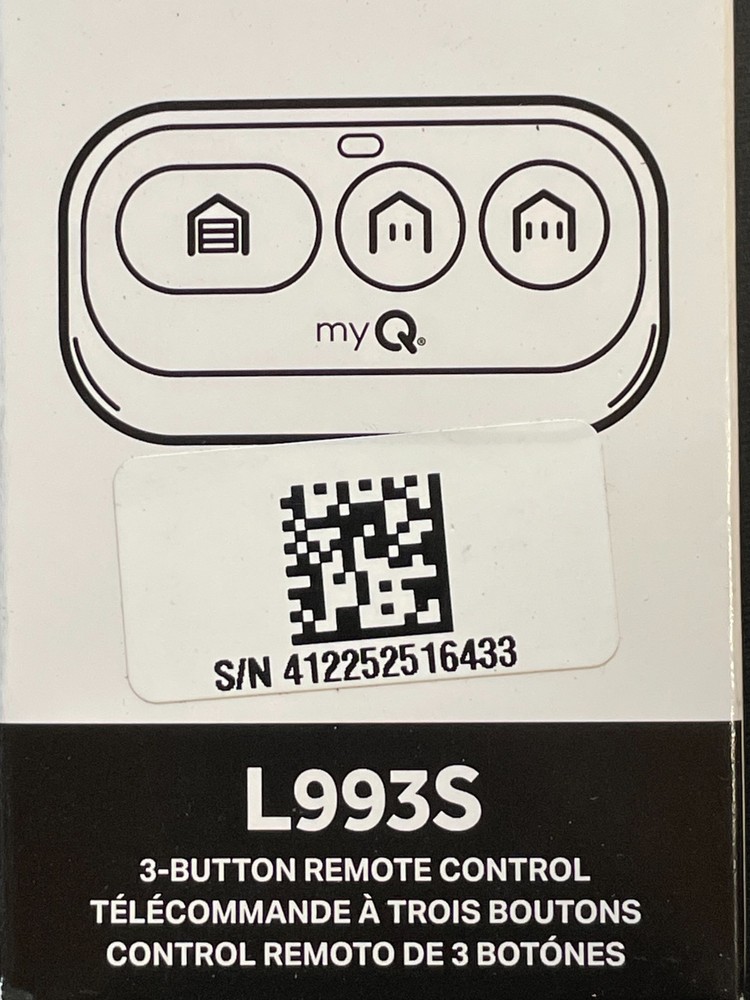 myQ®
S/N 412252516433
L993S
3-BUTTON REMOTE CONTROL
TÉLÉCOMMANDE À TROIS BOUTONS
CONTROL REMOTO DE 3 BOTÓNES